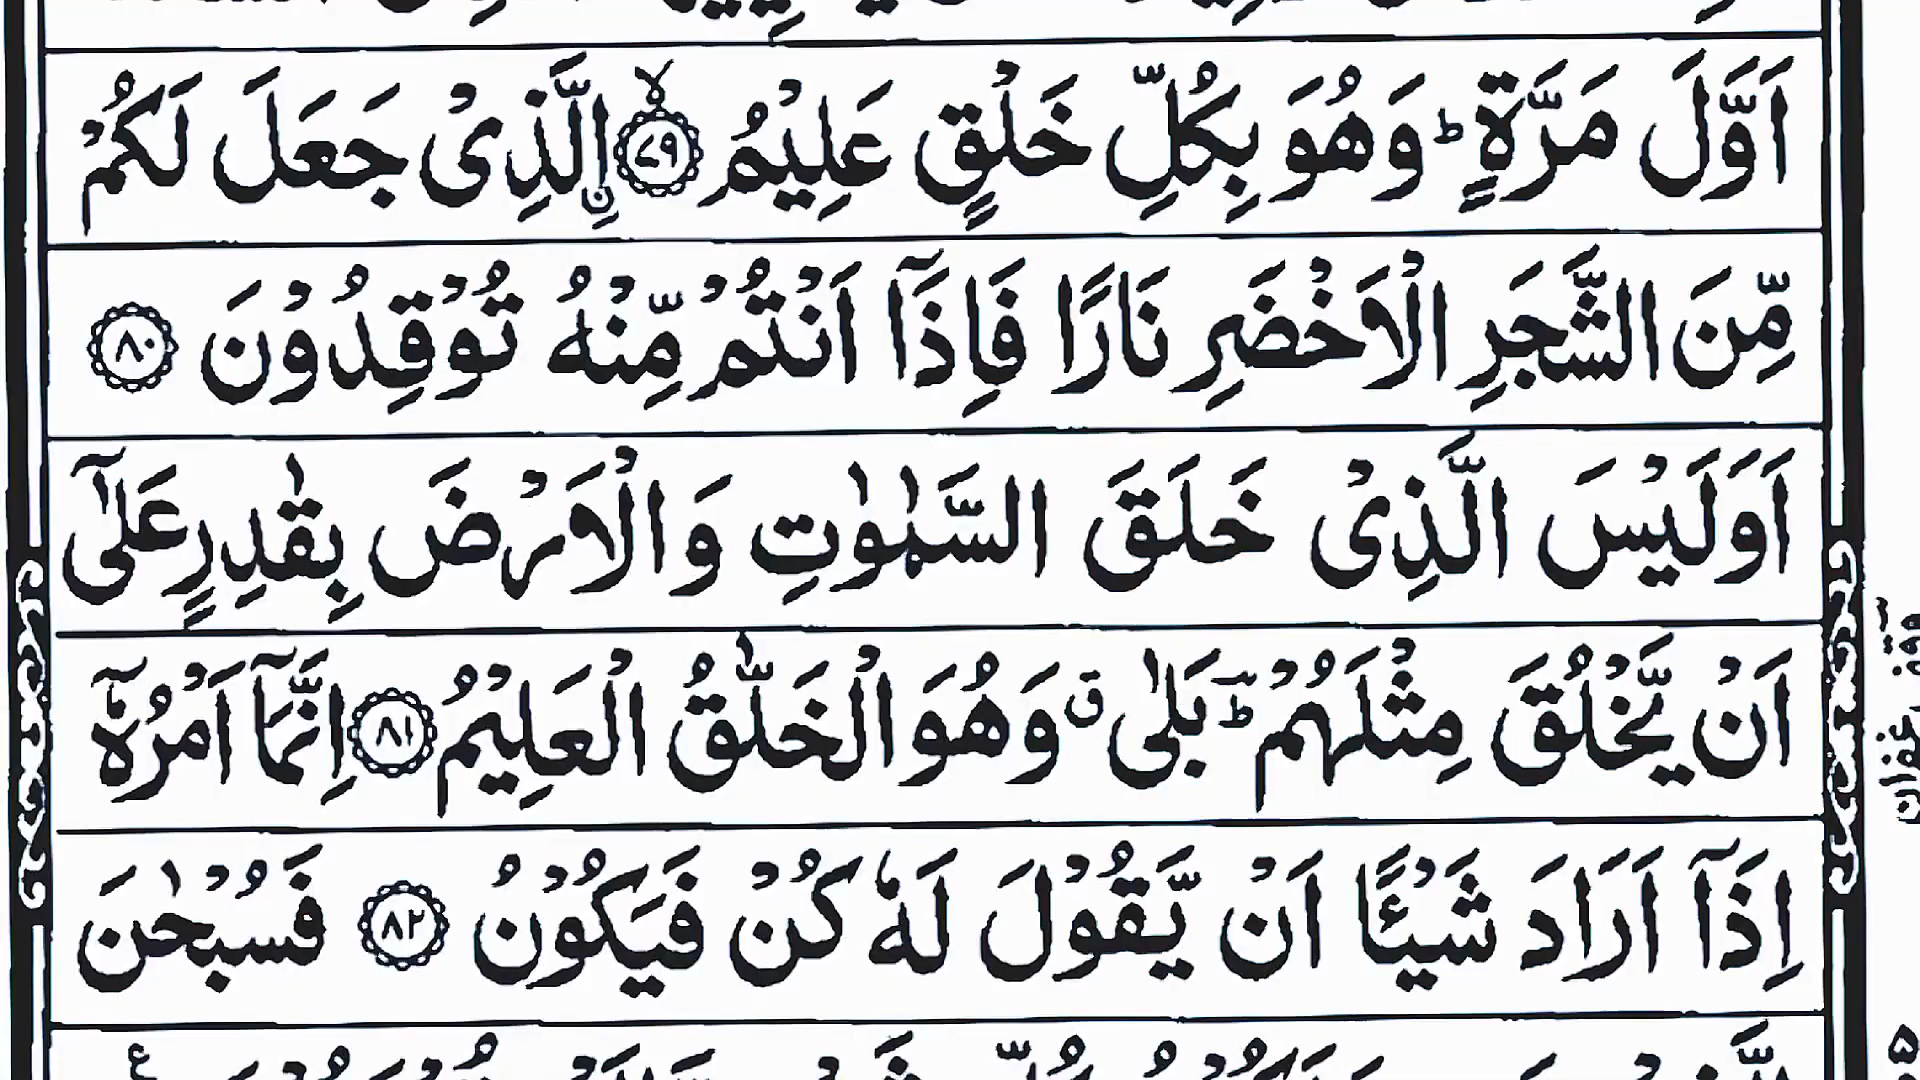 اَوَّلَ مَرَّةٍ ؕ وَهُوَ بِكُلِّ خَلْقٍ عَلِيْمُ ۙ﴿۷۹﴾ اۨلَّذِىْ جَعَلَ لَكُمْ
مِّنَ الشَّجَرِ الْاَخْضَرِ نَارًا فَاِذَاۤ اَنْتُمْ مِّنْهُ تُوْقِدُوْنَ ﴿۸۰﴾
اَوَلَيْسَ الَّذِىْ خَلَقَ السَّمٰوٰتِ وَالْاَرْضَ بِقٰدِرٍ عَلٰٓى
اَنْ يَّخْلُقَ مِثْلَهُمْ ؕ بَلٰى ۗ وَهُوَ الْخَلّٰقُ الْعَلِيْمُ ﴿۸۱﴾ اِنَّمَاۤ اَمْرُهٗۤ
اِذَاۤ اَرَادَ شَيْـًٔا اَنْ يَّقُوْلَ لَهٗ كُنْ فَيَكُوْنُ ﴿۸۲﴾ فَسُبْحٰنَ